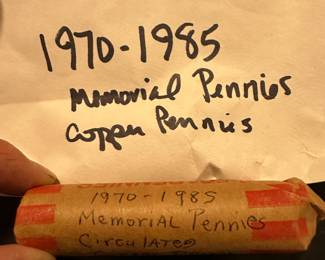 1970-1985
Memorial Pennies
Copper Pennies
1970-1985
Memorial Pennies
Circulated